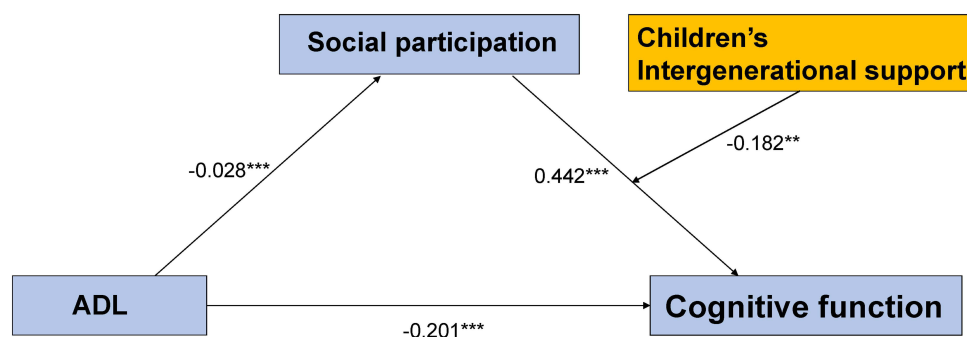 Social participation
Children’s
Intergenerational support
-0.028***
0.442***
-0.182**
ADL
Cognitive function
-0.201***